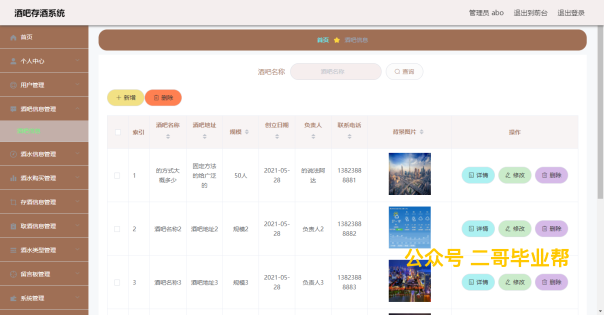 酒吧存酒系统
管理员 abo 退出到前台 退出登录
首页
个人中心
用户管理
酒吧信息管理
酒吧信息
酒水信息管理
酒水购买管理
存酒信息管理
取酒信息管理
酒水类型管理
留言板管理
系统管理
首页 酒吧信息
酒吧名称 酒吧名称 查询
+ 新增 删除
索引 酒吧名称 酒吧地址 规模 创立日期 负责人 联系电话 背景图片 操作
1 的方式大概多少 固定方法的给广泛的 50人 2021-05-28 的说法阿达 13823888881 详情 修改 删除
2 酒吧名称2 酒吧地址2 规模2 2021-05-28 负责人2 13823888882 详情 修改 删除
3 酒吧名称3 酒吧地址3 规模3 2021-05-28 负责人3 13823888883 详情 修改 删除
公众号 二哥毕业帮